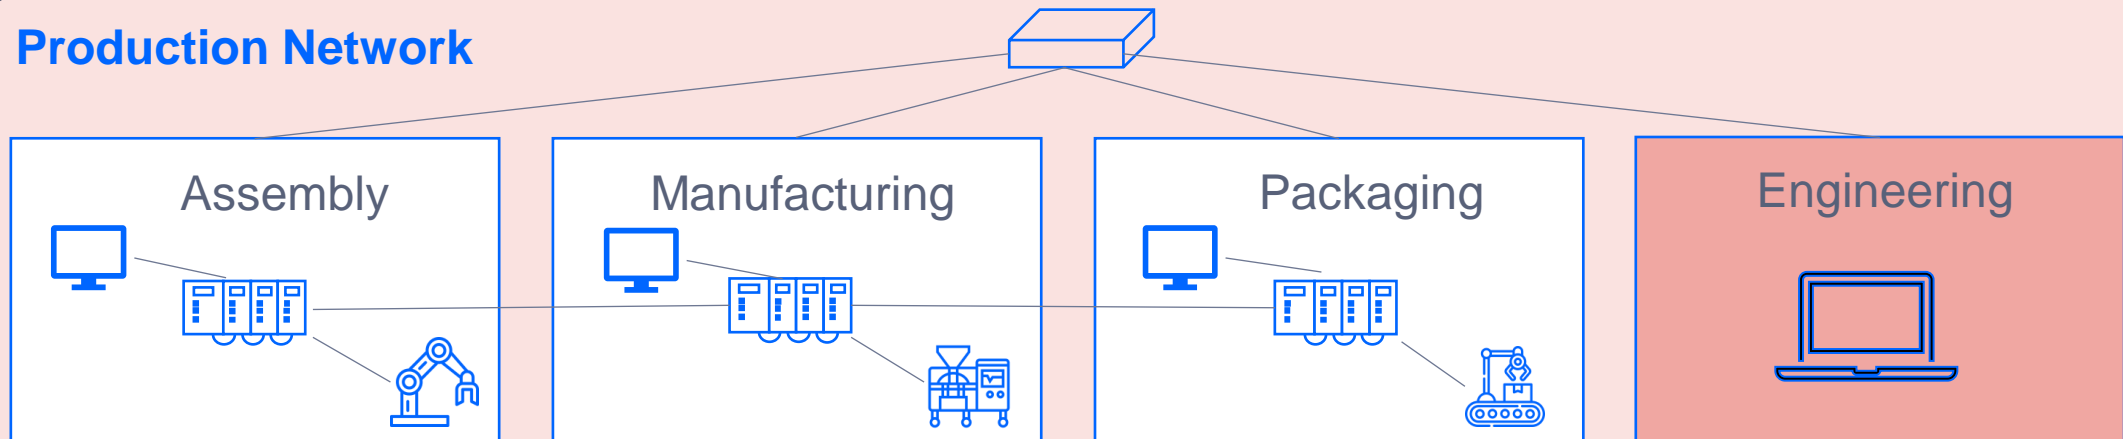 Production Network
Assembly
Manufacturing
Packaging
Engineering